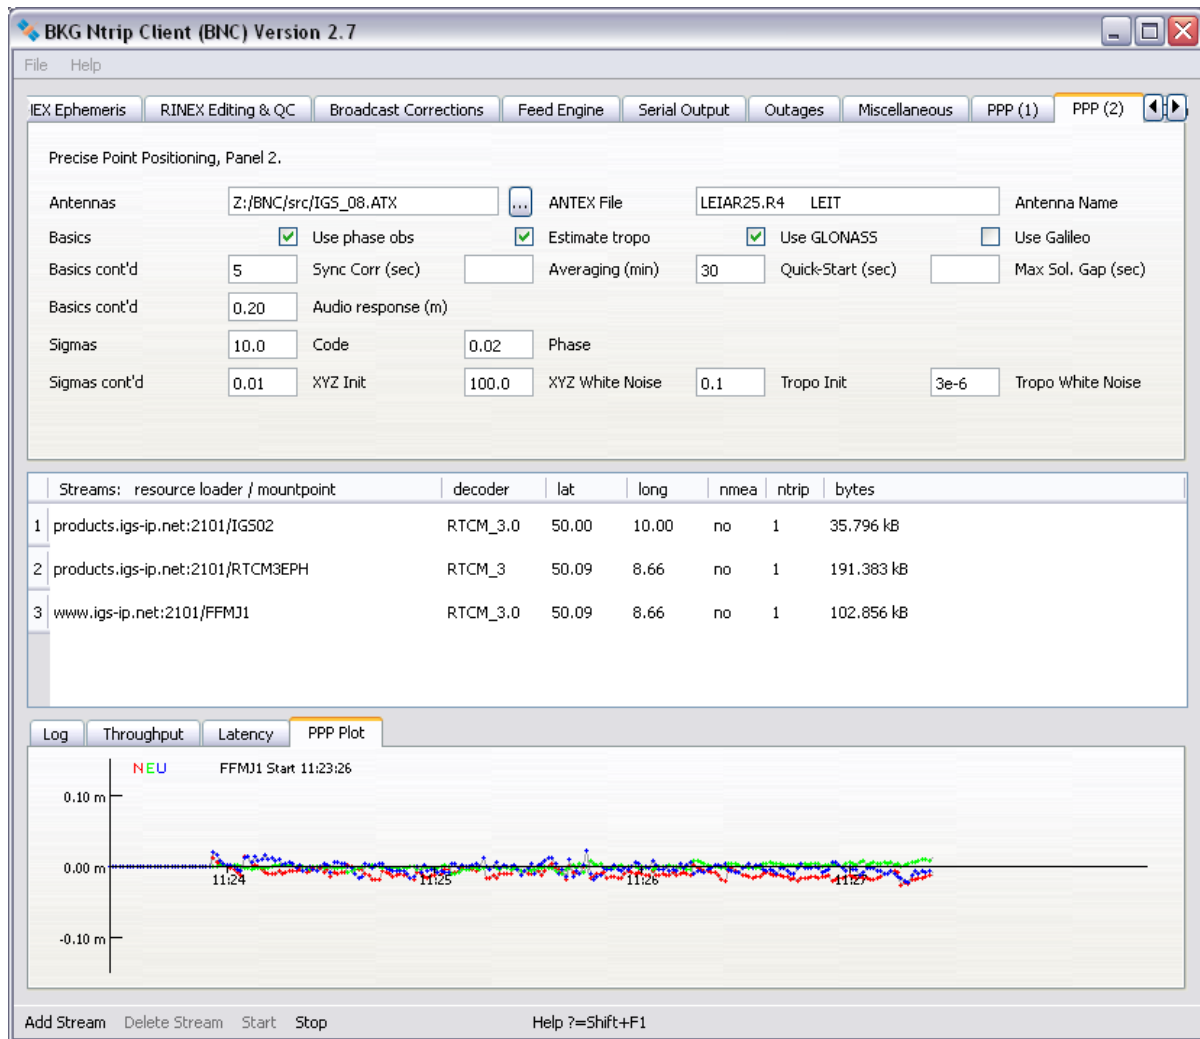 BKG Ntrip Client (BNC) Version 2.7
File Help
IEX Ephemeris RINEX Editing & QC Broadcast Corrections Feed Engine Serial Output Outages Miscellaneous PPP (1) PPP (2)
Precise Point Positioning, Panel 2.
Antennas Z:/BNC/src/IGS_08.ATX ... ANTEX File LEIAR25.R4 LEIT Antenna Name
Basics Use phase obs Estimate tropo Use GLONASS Use Galileo
Basics cont'd 5 Sync Corr (sec) Averaging (min) 30 Quick-Start (sec) Max Sol. Gap (sec)
Basics cont'd 0.20 Audio response (m)
Sigmas 10.0 Code 0.02 Phase
Sigmas cont'd 0.01 XYZ Init 100.0 XYZ White Noise 0.1 Tropo Init 3e-6 Tropo White Noise
Streams: resource loader / mountpoint decoder lat long nmea ntrip bytes
1 products.igs-ip.net:2101/IGS02 RTCM_3.0 50.00 10.00 no 1 35.796 kB
2 products.igs-ip.net:2101/RTCM3EPH RTCM_3 50.09 8.66 no 1 191.383 kB
3 www.igs-ip.net:2101/FFMJ1 RTCM_3.0 50.09 8.66 no 1 102.856 kB
Log Throughput Latency PPP Plot
NEU FFMJ1 Start 11:23:26
0.10 m
0.00 m
11:24 11:25 11:26 11:27
-0.10 m
Add Stream Delete Stream Start Stop Help ?=Shift+F1